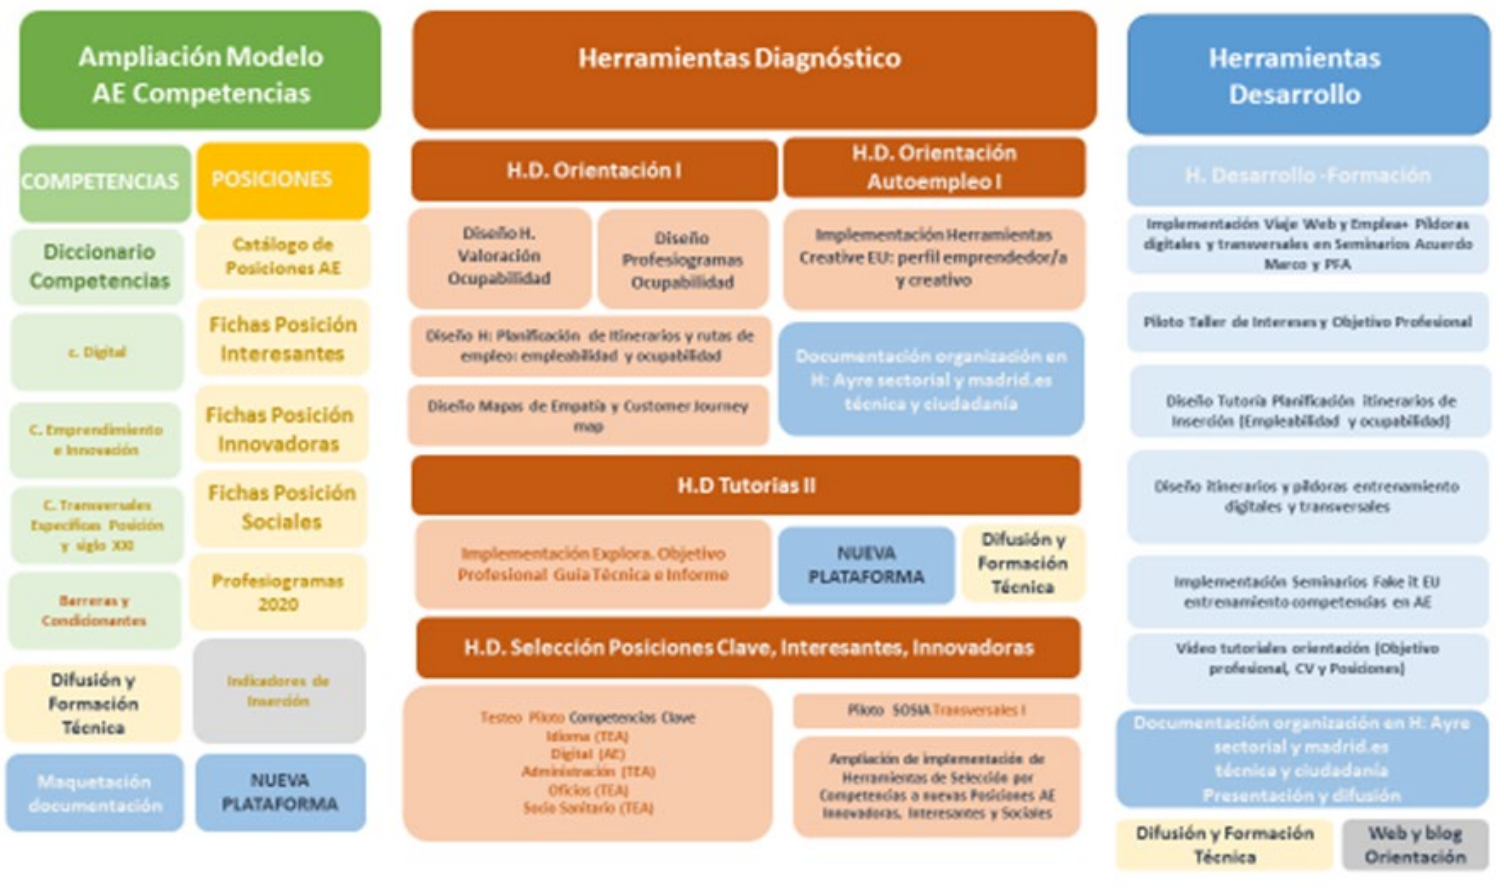 Ampliación Modelo
AE Competencias
COMPETENCIAS
POSICIONES
Diccionario
Competencias
Catálogo de
Posiciones AE
c. Digital
Fichas Posición
Interesantes
C. Emprendimiento
e Innovación
Fichas Posición
Innovadoras
C. Transversales
Específicas Posición
y siglo XXI
Fichas Posición
Sociales
Barreras y
Condicionantes
Profesiogramas
2020
Difusión y
Formación
Técnica
Indicadores de
Inserción
Maquetación
documentación
NUEVA
PLATAFORMA
Herramientas Diagnóstico
H.D. Orientación I
H.D. Orientación
Autoempleo I
Diseño H.
Valoración
Ocupabilidad
Diseño
Profesiogramas
Ocupabilidad
Implementación Herramientas
Creative EU: perfil emprendedor/a
y creativo
Diseño H: Planificación de Itinerarios y rutas de
empleo: empleabilidad y ocupabilidad
Documentación organización en
H: Ayre sectorial y madrid.es
técnica y ciudadanía
Diseño Mapas de Empatía y Customer Journey
map
H.D Tutorias II
Implementación Explora. Objetivo
Profesional Guia Técnica e Informe
NUEVA
PLATAFORMA
Difusión y
Formación
Técnica
H.D. Selección Posiciones Clave, Interesantes, Innovadoras
Testeo Piloto Competencias Clave
Idioma (TEA)
Digital (AE)
Administración (TEA)
Oficios (TEA)
Socio Sanitario (TEA)
Piloto SOSIA Transversales I
Ampliación de implementación de
Herramientas de Selección por
Competencias a nuevas Posiciones AE
Innovadoras, Interesantes y Sociales
Herramientas
Desarrollo
H. Desarrollo -Formación
Implementación Viaje Web y Emplea+ Píldoras
digitales y transversales en Seminarios Acuerdo
Marco y PFA
Piloto Taller de Intereses y Objetivo Profesional
Diseño Tutoría Planificación itinerarios de
Inserción (Empleabilidad y ocupabilidad)
Diseño itinerarios y píldoras entrenamiento
digitales y transversales
Implementación Seminarios Fake it EU
entrenamiento competencias en AE
Video tutoriales orientación (Objetivo
profesional, CV y Posiciones)
Documentación organización en H: Ayre
sectorial y madrid.es
técnica y ciudadanía
Presentación y difusión
Difusión y Formación
Técnica
Web y blog
Orientación